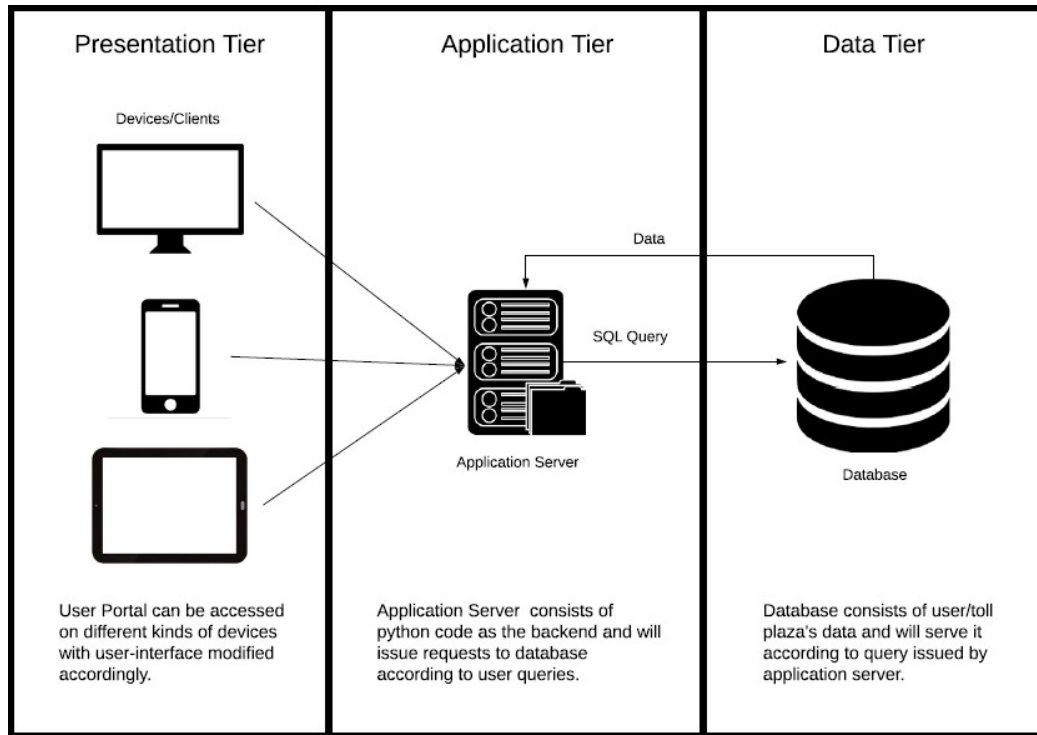 Presentation Tier
Application Tier
Data Tier
Devices/Clients
Data
SQL Query
Application Server
Database
User Portal can be accessed
on different kinds of devices
with user-interface modified
accordingly.
Application Server  consists of
python code as the backend and will
issue requests to database
according to user queries.
Database consists of user/toll
plaza's data and will serve it
according to query issued by
application server.